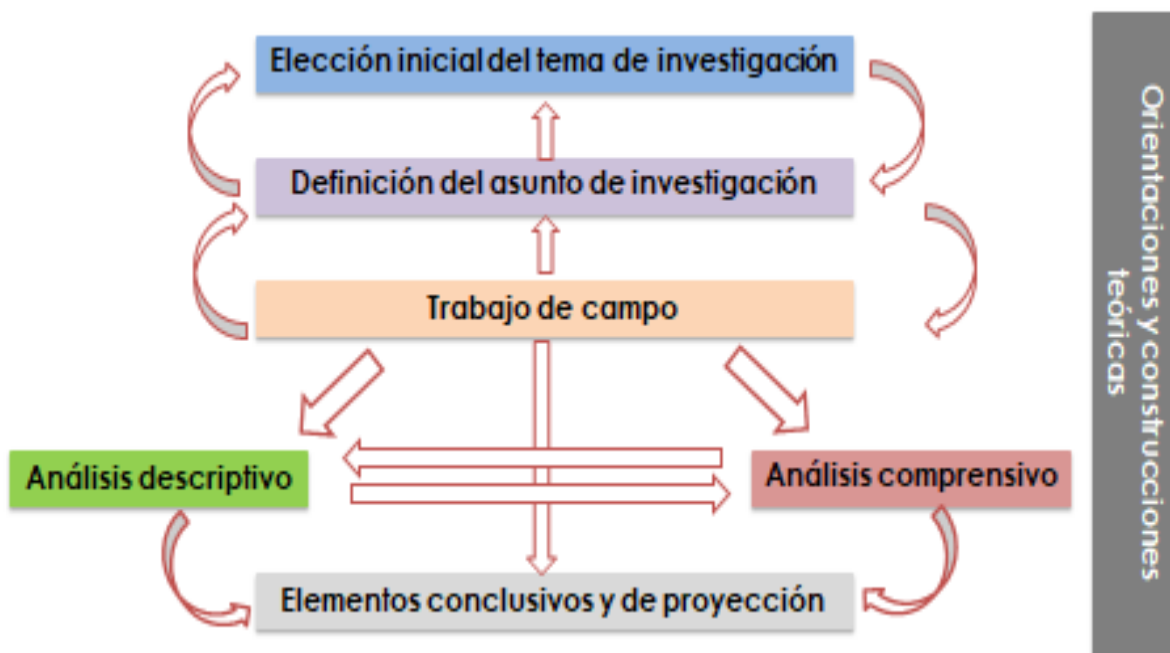 Elección inicial del tema de investigación
Definición del asunto de investigación
Trabajo de campo
Análisis descriptivo
Análisis comprensivo
Elementos conclusivos y de proyección
Orientaciones y construcciones
teóricas